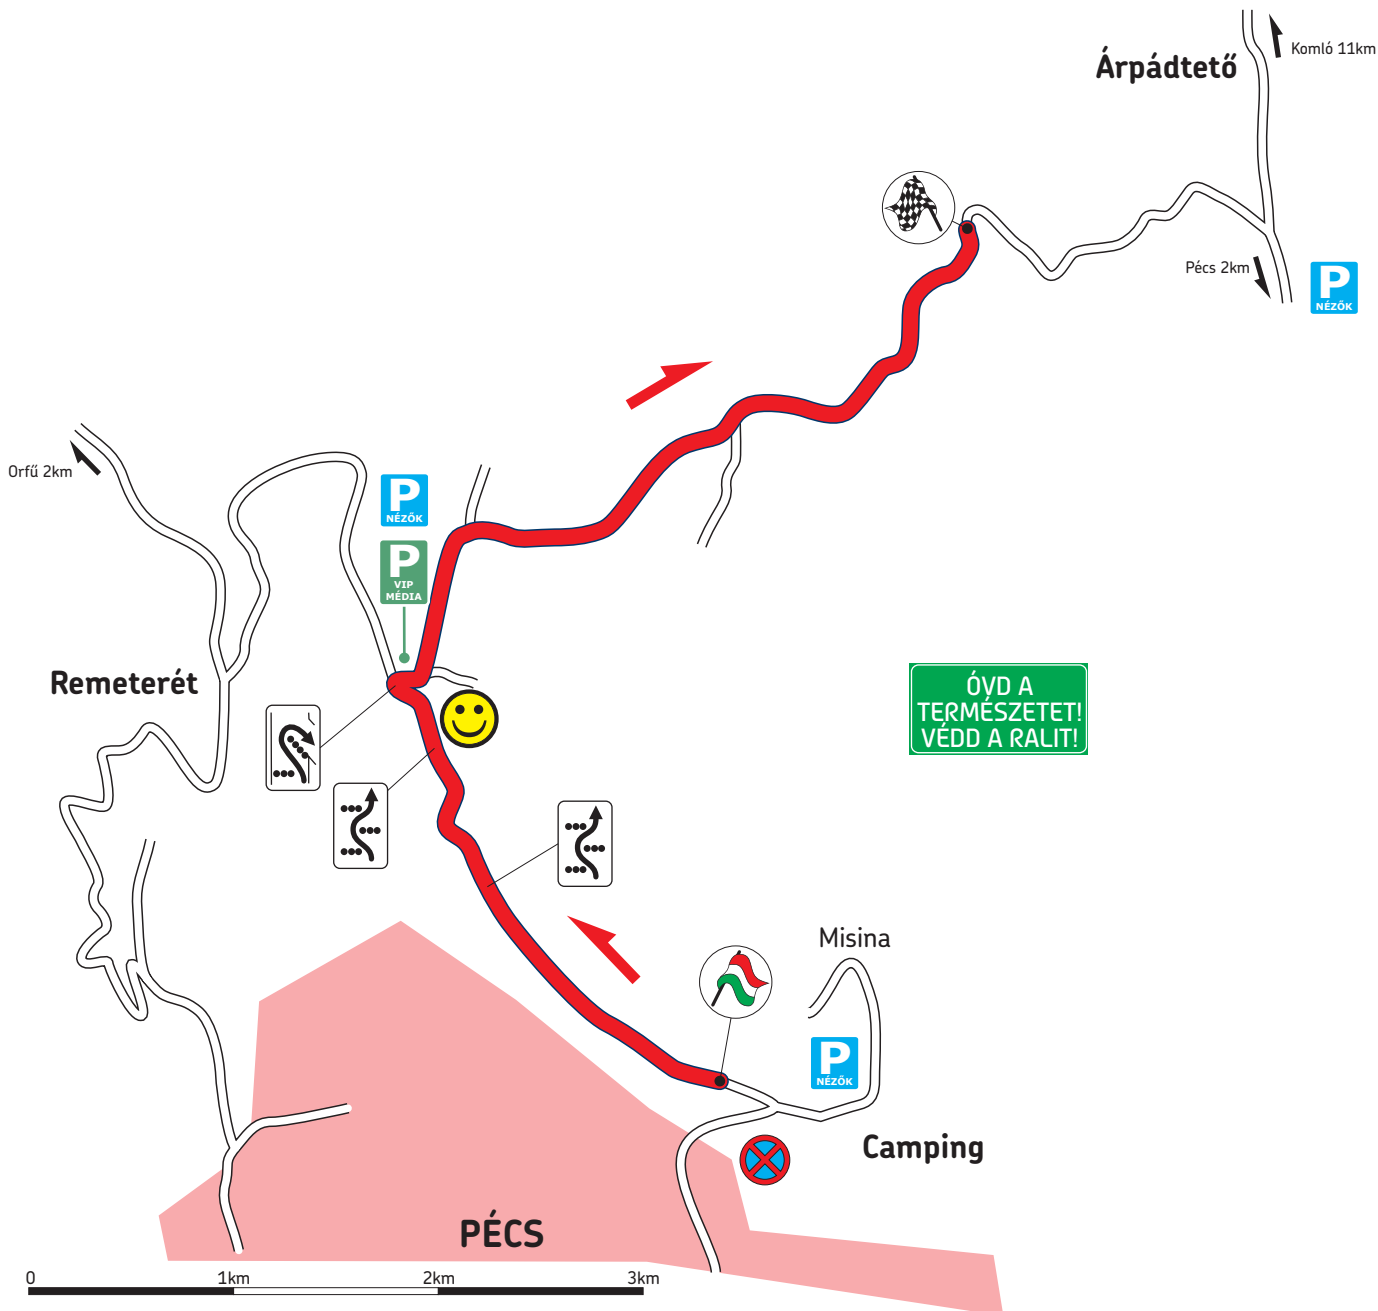 Komló 11km
Árpádtető
Pécs 2km
P
NÉZŐK
Orfű 2km
P
NÉZŐK
P
VIP
MÉDIA
Remeterét
ÓVD A
TERMÉSZETET!
VÉDD A RALIT!
Misina
P
NÉZŐK
Camping
PÉCS
0 1km 2km 3km